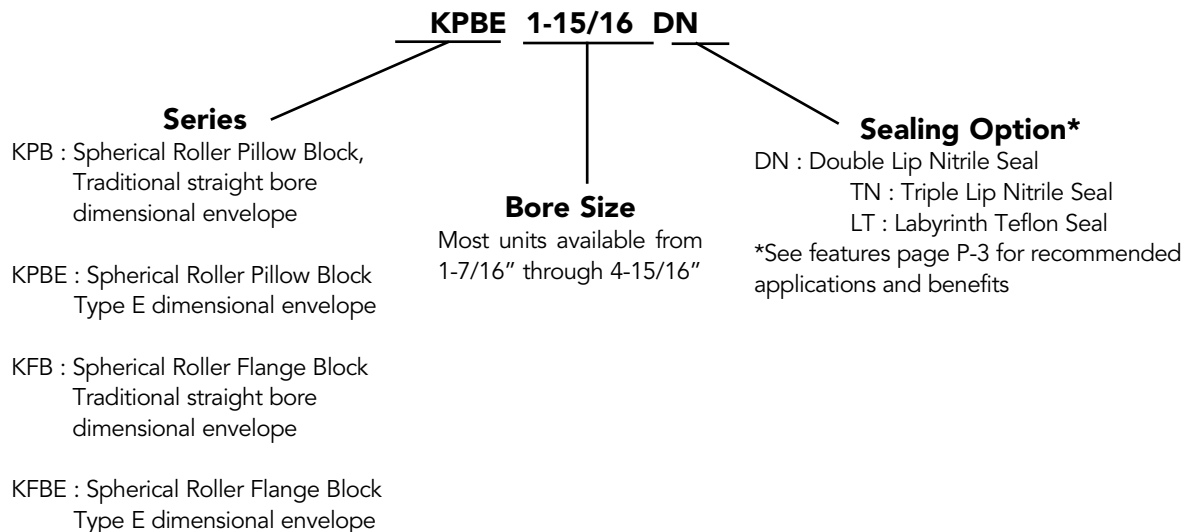 KPBE 1-15/16 DN
Series
KPB : Spherical Roller Pillow Block,
Traditional straight bore
dimensional envelope
KPBE : Spherical Roller Pillow Block
Type E dimensional envelope
KFB : Spherical Roller Flange Block
Traditional straight bore
dimensional envelope
KFBE : Spherical Roller Flange Block
Type E dimensional envelope
Bore Size
Most units available from
1-7/16” through 4-15/16”
Sealing Option*
DN : Double Lip Nitrile Seal
TN : Triple Lip Nitrile Seal
LT : Labyrinth Teflon Seal
*See features page P-3 for recommended
applications and benefits